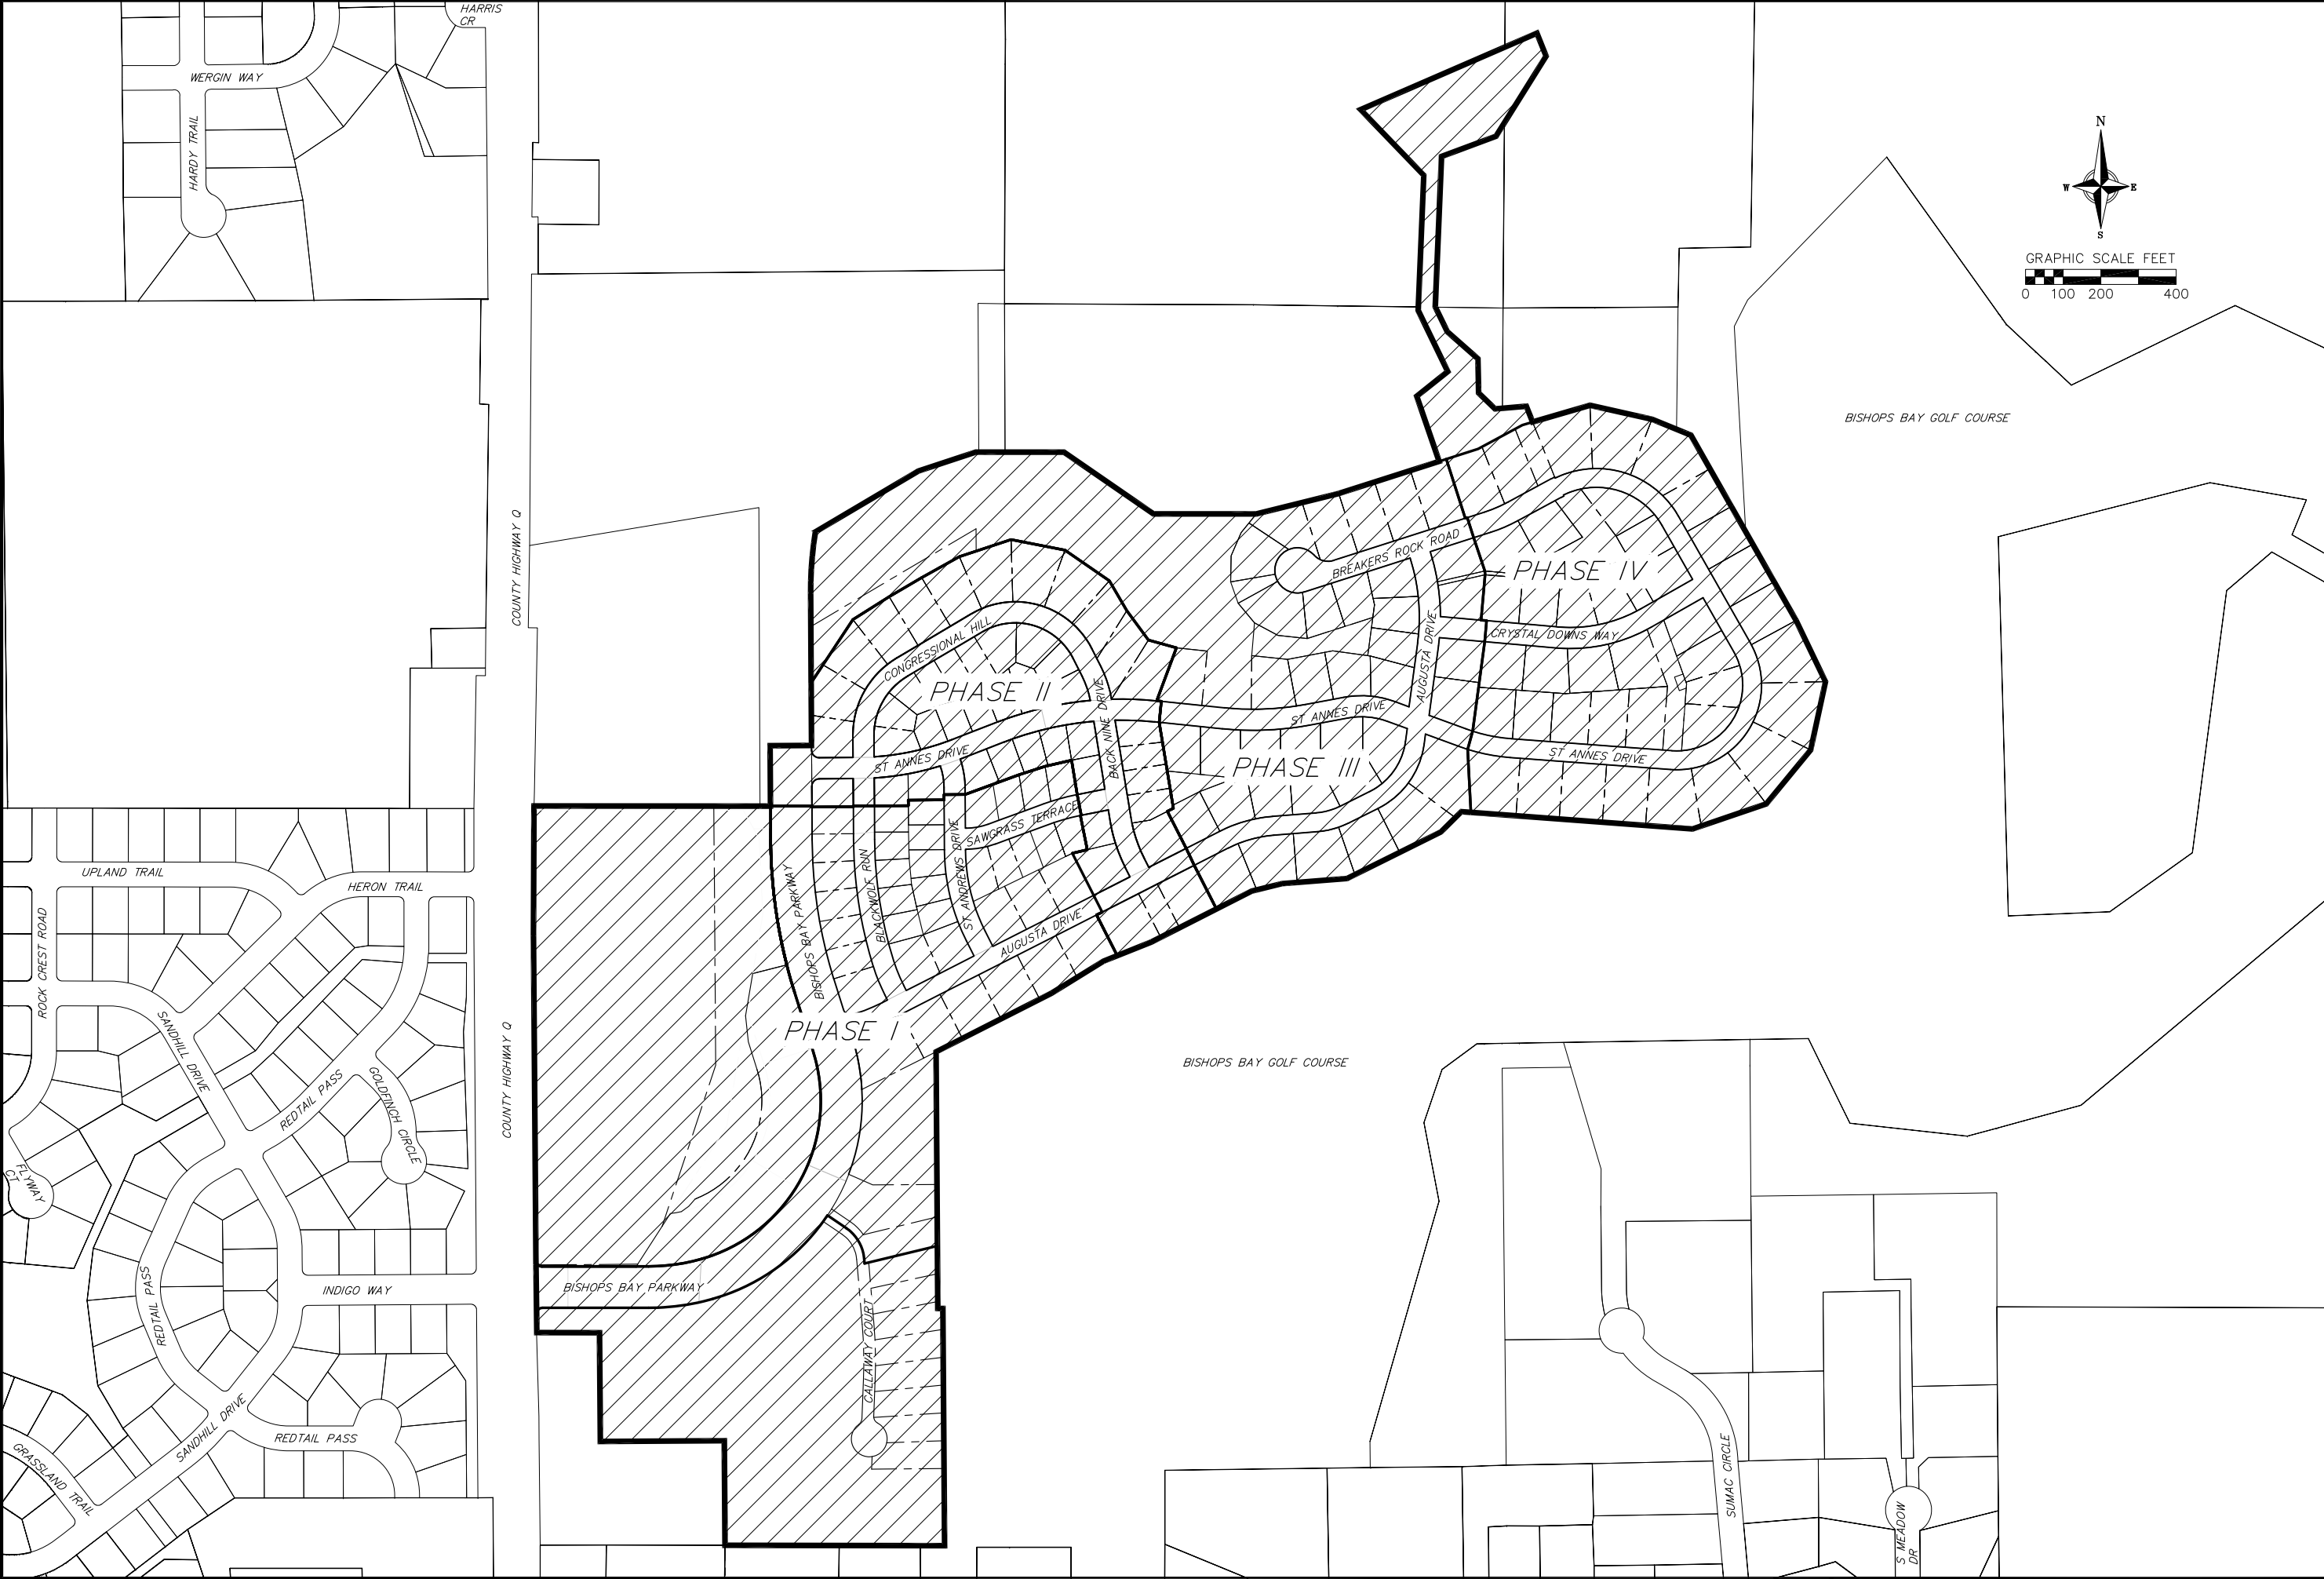 HARRIS
CR
WERGIN WAY
HARDY TRAIL
N
W
E
S
GRAPHIC SCALE FEET
0 100 200 400
BISHOPS BAY GOLF COURSE
COUNTY HIGHWAY Q
BREAKERS ROCK ROAD
PHASE IV
CONGRESSIONAL HILL
AUGUSTA DRIVE
CRYSTAL DOWNS WAY
PHASE II
BACK NINE DRIVE
ST ANNES DRIVE
ST ANNES DRIVE
ST ANNES DRIVE
PHASE III
SAWGRASS TERRACE
BISHOPS BAY PARKWAY
BLACKWOLF RUN
ST ANDREWS DRIVE
AUGUSTA DRIVE
UPLAND TRAIL
HERON TRAIL
ROCK CREST ROAD
SANDHILL DRIVE
PHASE I
COUNTY HIGHWAY Q
BISHOPS BAY GOLF COURSE
REDTAIL PASS
GOLDFINCH CIRCLE
FLYWAY
CT
INDIGO WAY
BISHOPS BAY PARKWAY
REDTAIL PASS
CALLAWAY COURT
SANDHILL DRIVE
REDTAIL PASS
GRASSLAND TRAIL
SUMAC CIRCLE
S MEADOW
DR